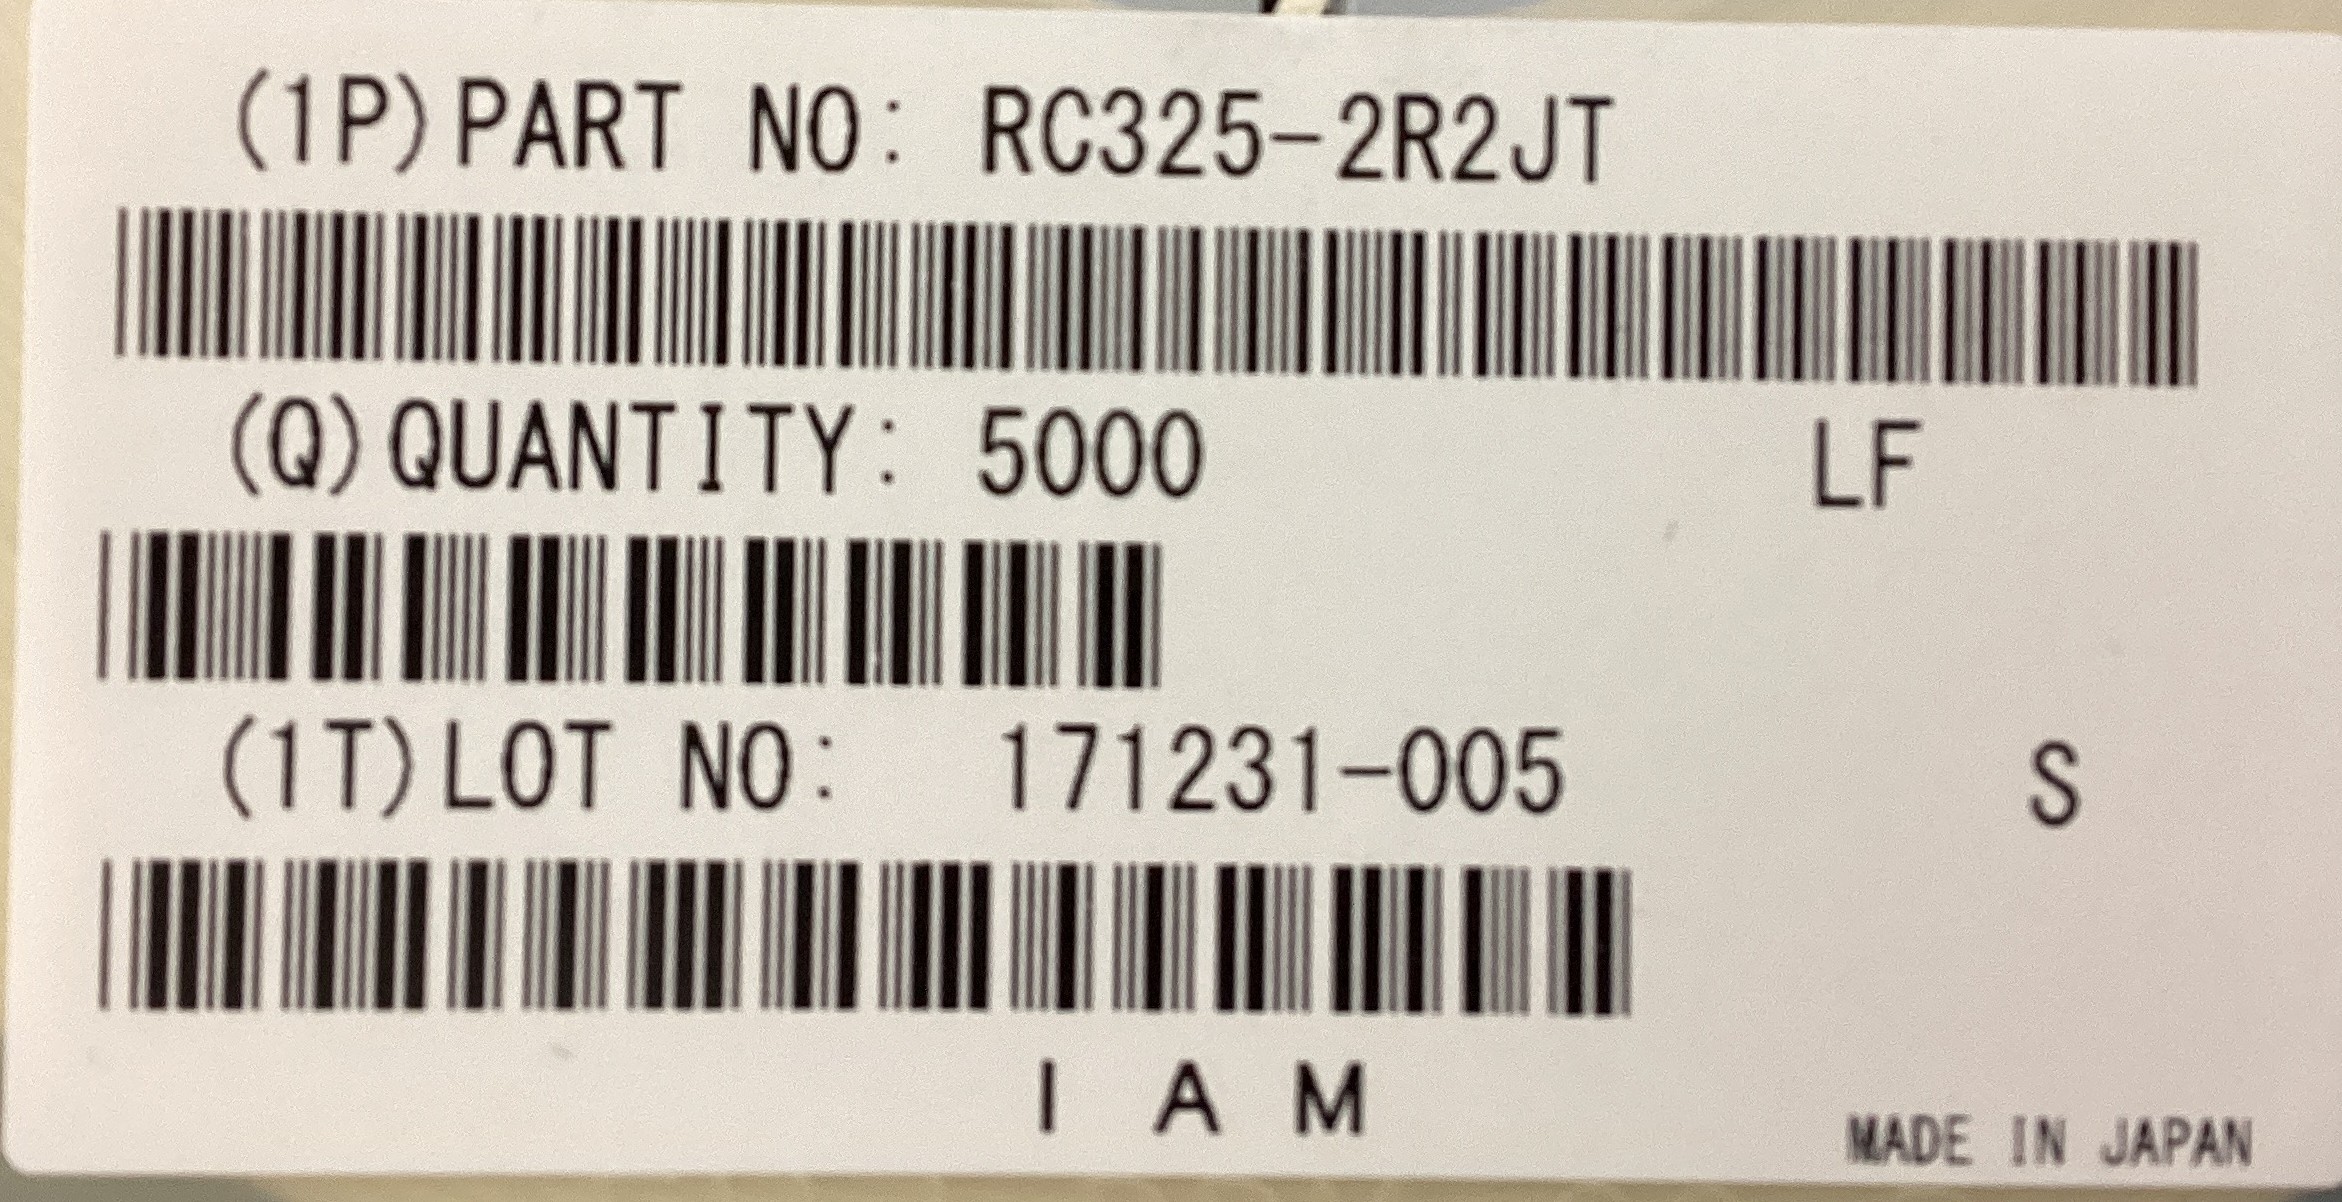 (1P)PART NO: RC325-2R2JT
(Q)QUANTITY: 5000 LF
(1T)LOT NO: 171231-005 S
I A M
MADE IN JAPAN